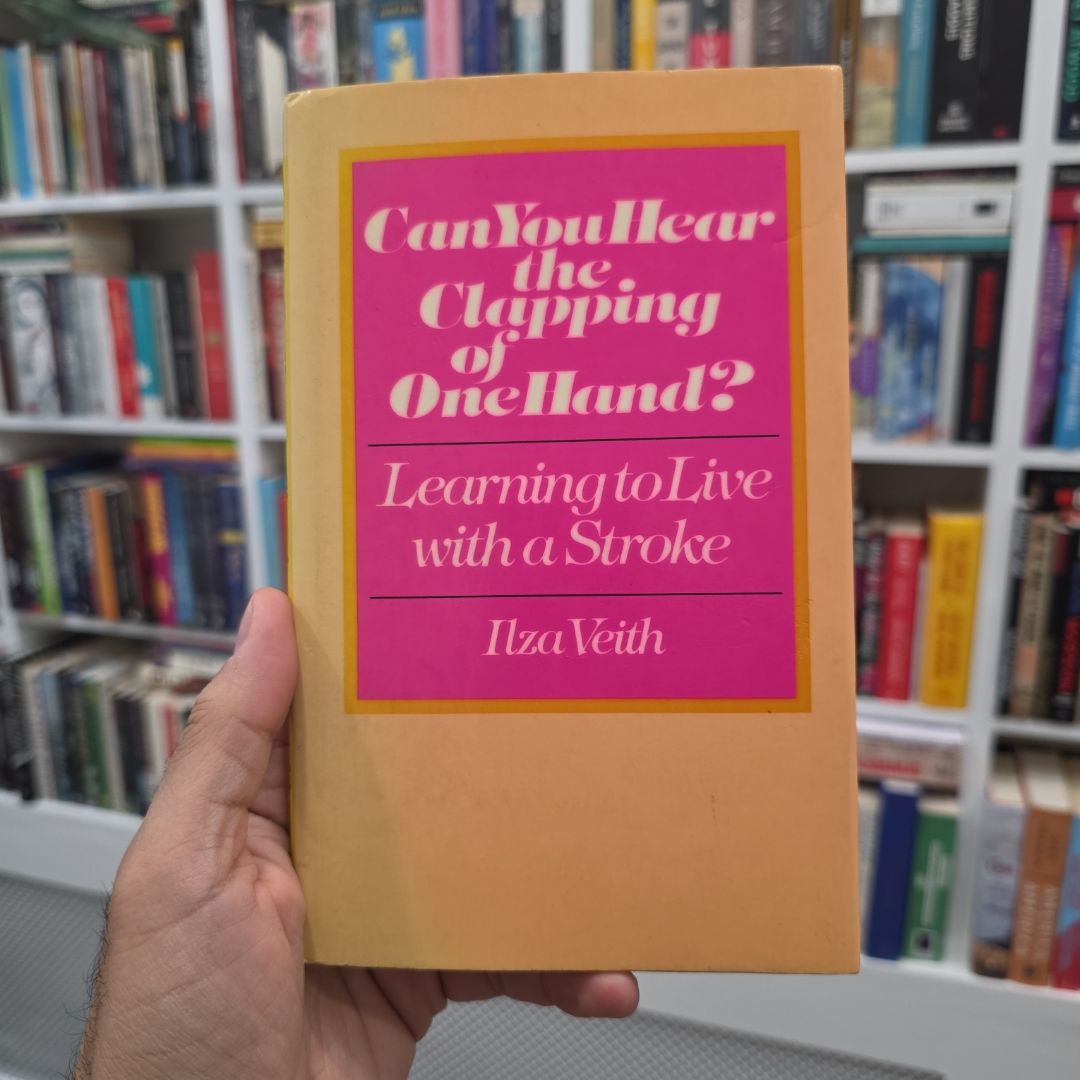 Can You Hear
the
Clapping
of
One Hand?
Learning to Live
with a Stroke
Ilza Veith